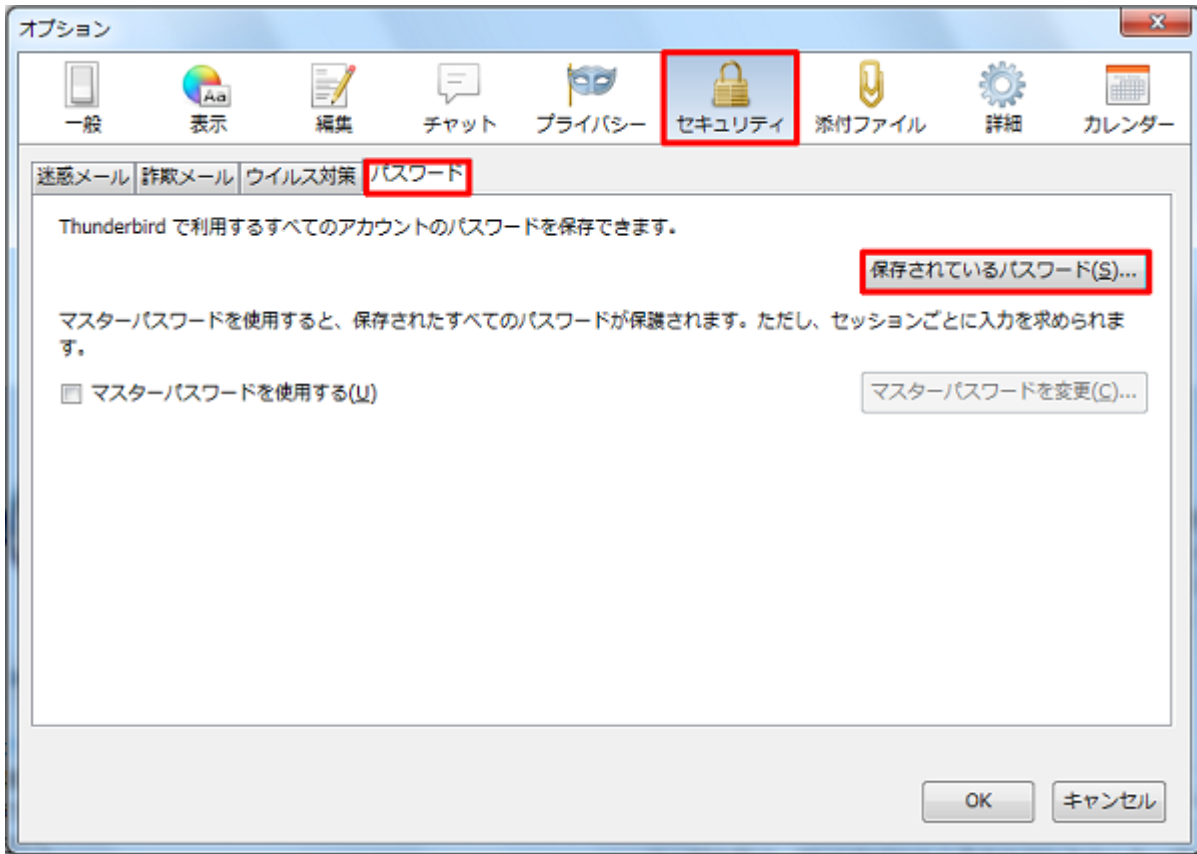 オプション
一般 表示 編集 チャット プライバシー セキュリティ 添付ファイル 詳細 カレンダー
迷惑メール 詐欺メール ウイルス対策 パスワード
Thunderbird で利用するすべてのアカウントのパスワードを保存できます。
保存されているパスワード(S)...
マスターパスワードを使用すると、保存されたすべてのパスワードが保護されます。ただし、セッションごとに入力を求められま
す。
マスターパスワードを使用する(U) マスターパスワードを変更(C)...
OK キャンセル